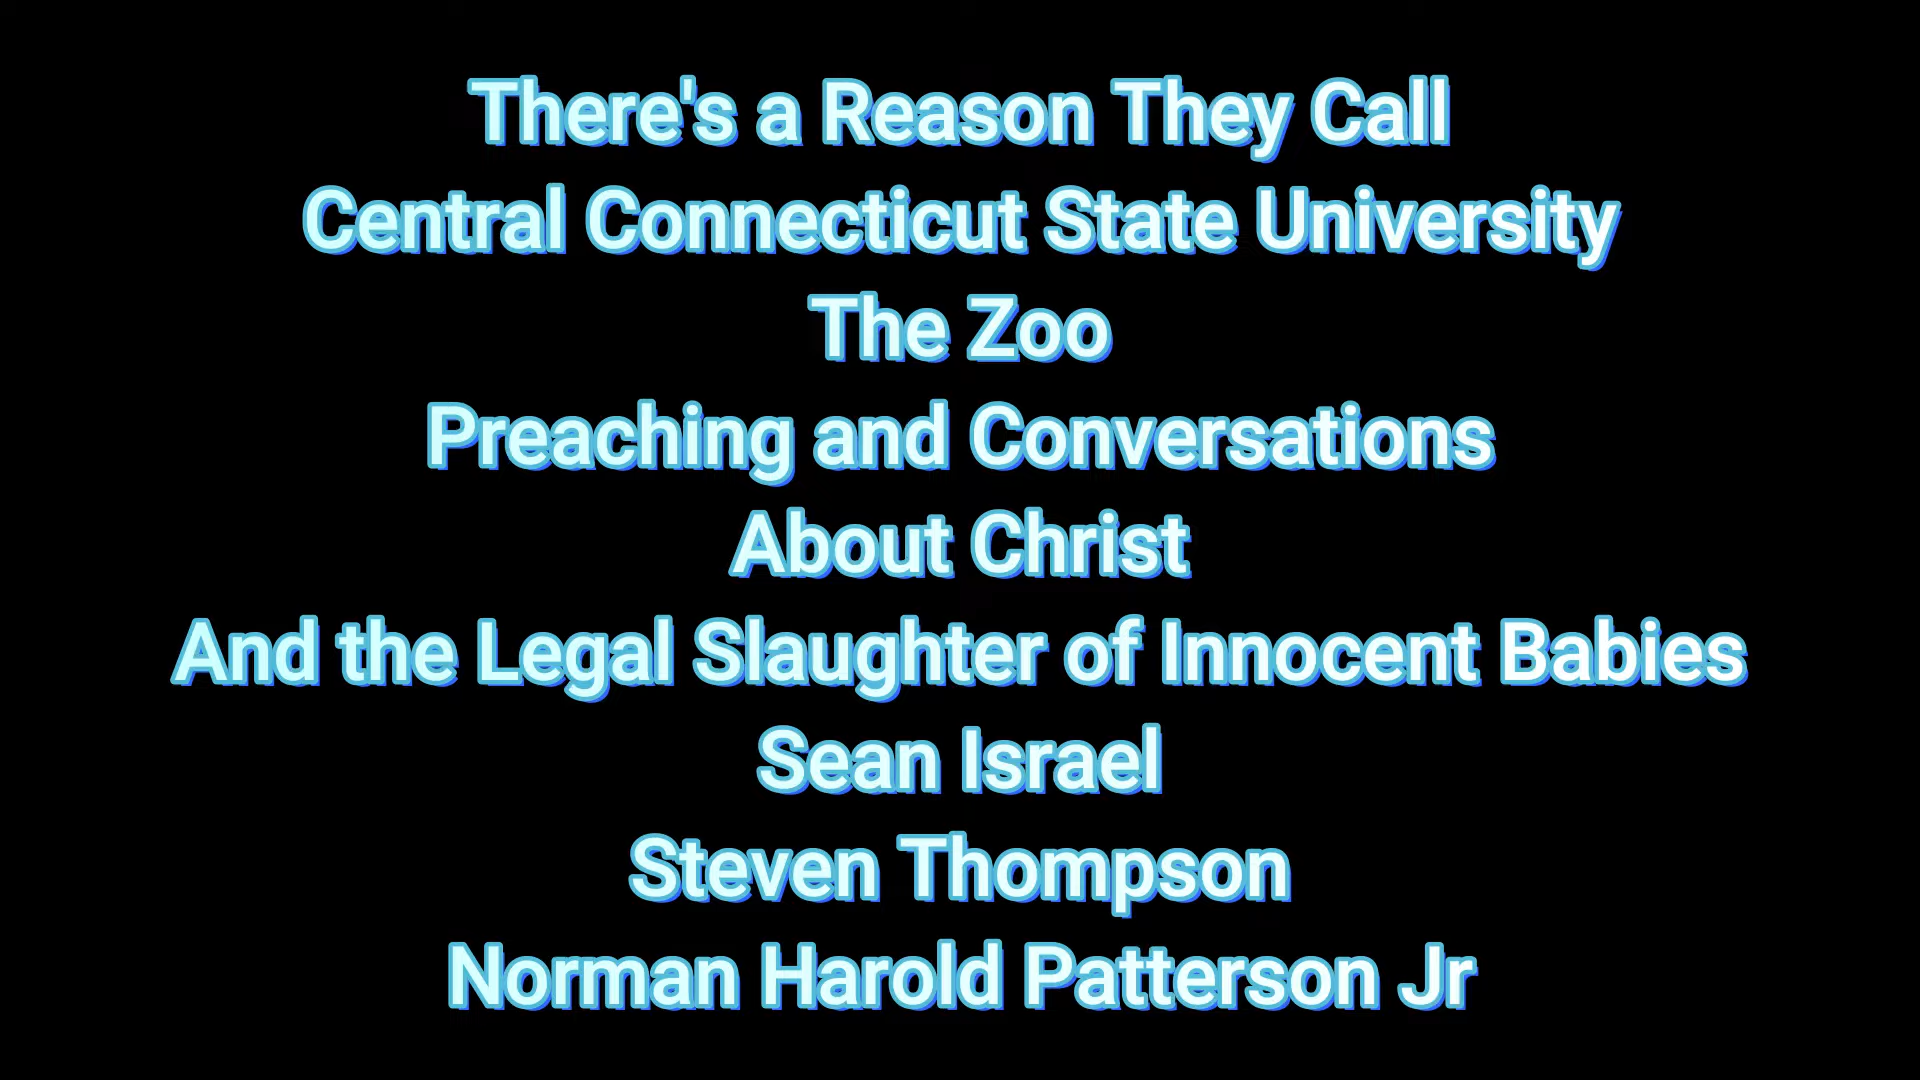 There's a Reason They Call
Central Connecticut State University
The Zoo
Preaching and Conversations
About Christ
And the Legal Slaughter of Innocent Babies
Sean Israel
Steven Thompson
Norman Harold Patterson Jr